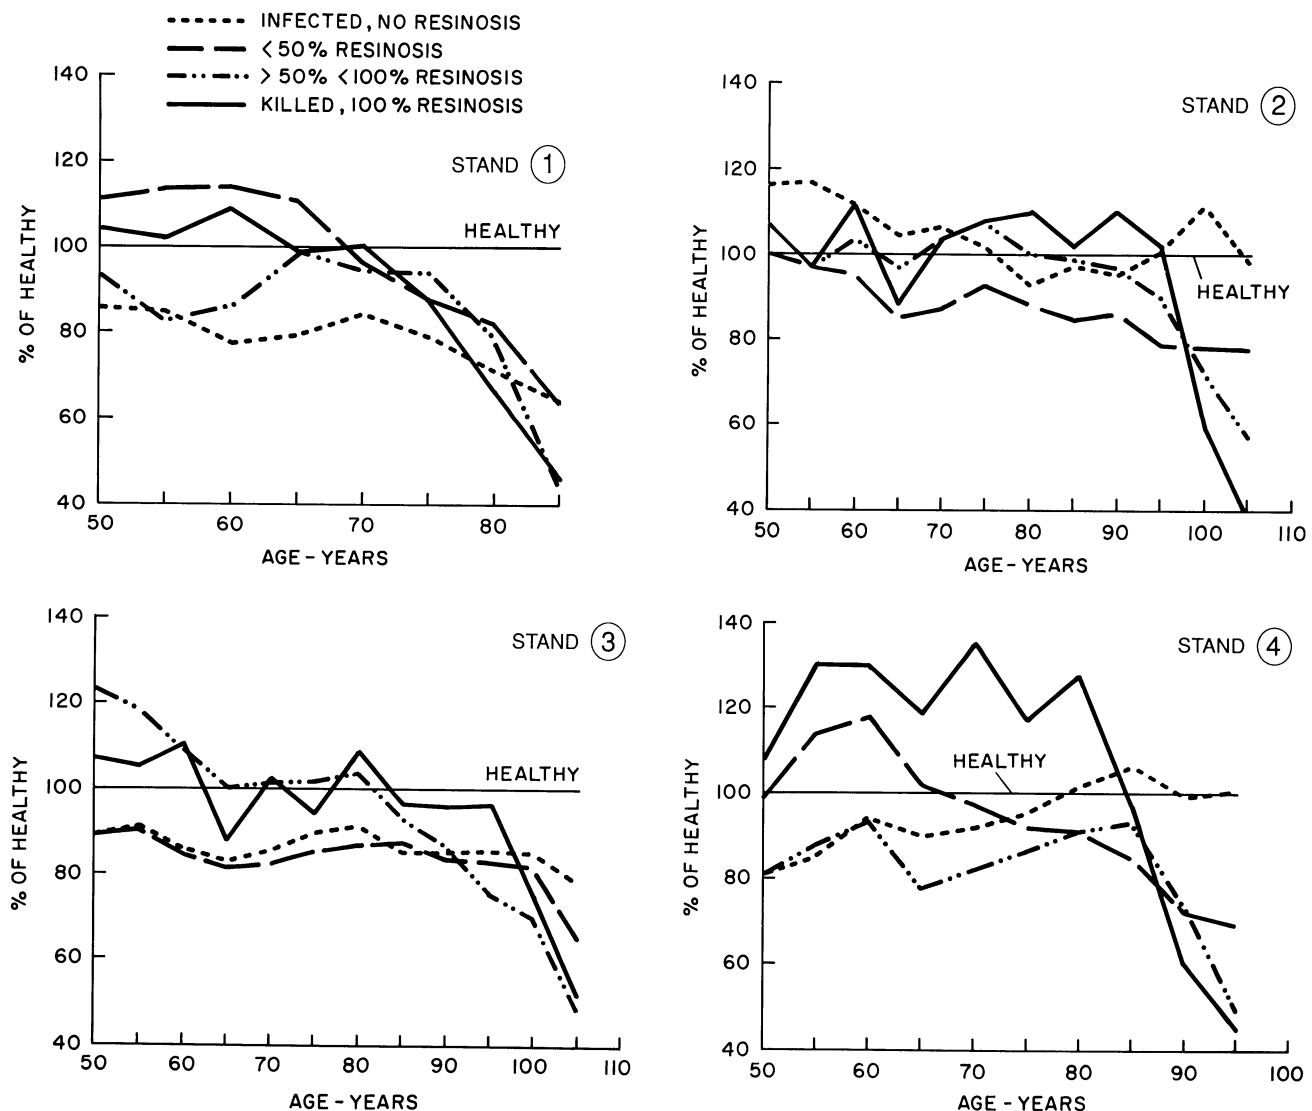 INFECTED, NO RESINOSIS
<50% RESINOSIS
>50% <100% RESINOSIS
KILLED, 100% RESINOSIS
STAND 1
% OF HEALTHY
140
120
100
80
60
40
HEALTHY
50 60 70 80
AGE-YEARS
STAND 2
% OF HEALTHY
140
120
100
80
60
40
HEALTHY
50 60 70 80 90 100 110
AGE-YEARS
STAND 3
% OF HEALTHY
140
120
100
80
60
40
HEALTHY
50 60 70 80 90 100 110
AGE-YEARS
STAND 4
% OF HEALTHY
140
120
100
80
60
40
HEALTHY
50 60 70 80 90 100
AGE-YEARS